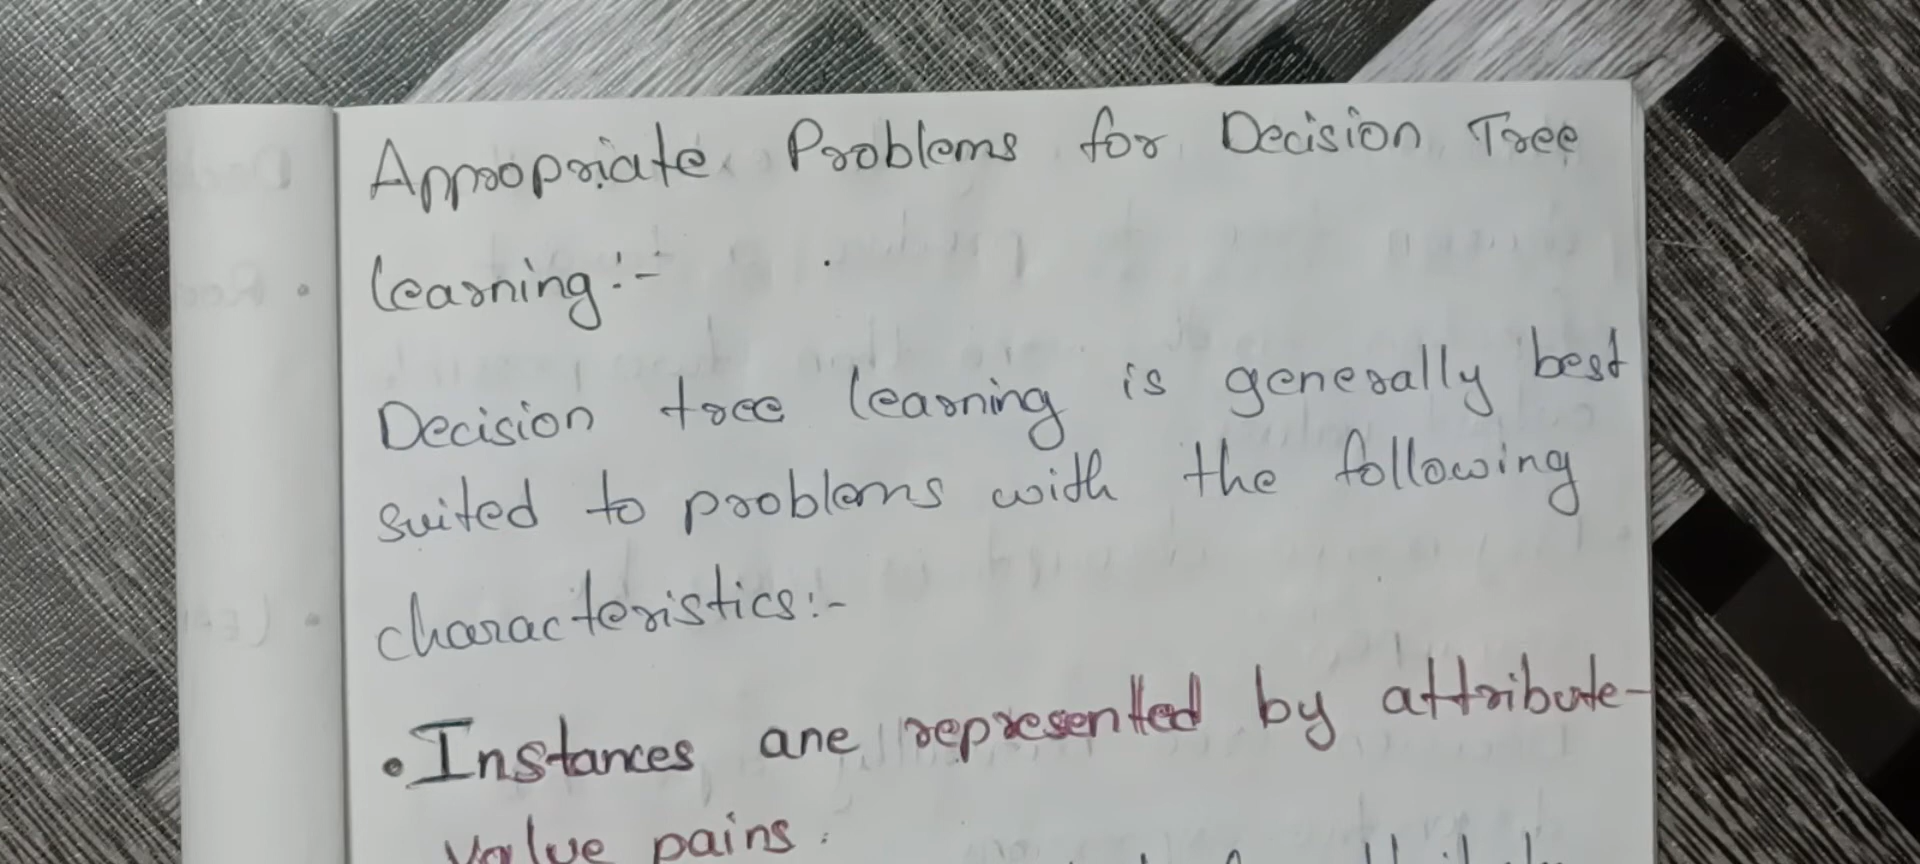 Appropriate Problems for Decision Tree
learning:-
Decision tree learning is generally best
suited to problems with the following
characteristics:-
• Instances are represented by attribute-
value pairs.